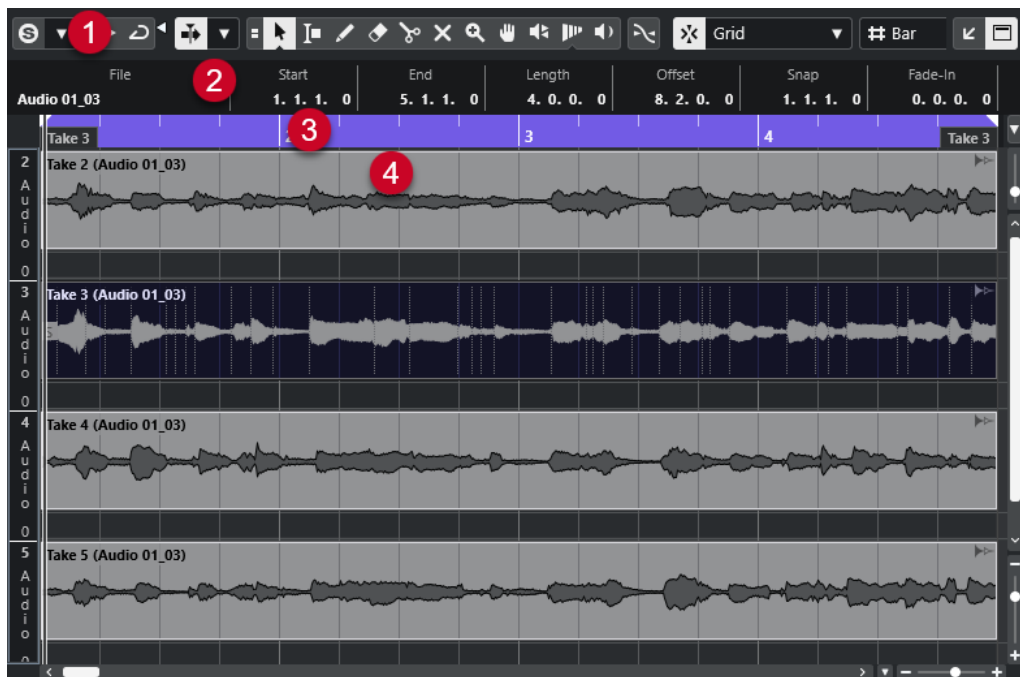 S 1 Grid Bar
File Start End Length Offset Snap Fade-In
2
Audio 01_03 1. 1. 1. 0 5. 1. 1. 0 4. 0. 0. 0 8. 2. 0. 0 1. 1. 1. 0 0. 0. 0. 0
Take 3 2 3 3 4 Take 3
2 Take 2 (Audio 01_03) 4
Audio
0
3 Take 3 (Audio 01_03)
S
Audio
0
4 Take 4 (Audio 01_03)
Audio
0
5 Take 5 (Audio 01_03)
Audio